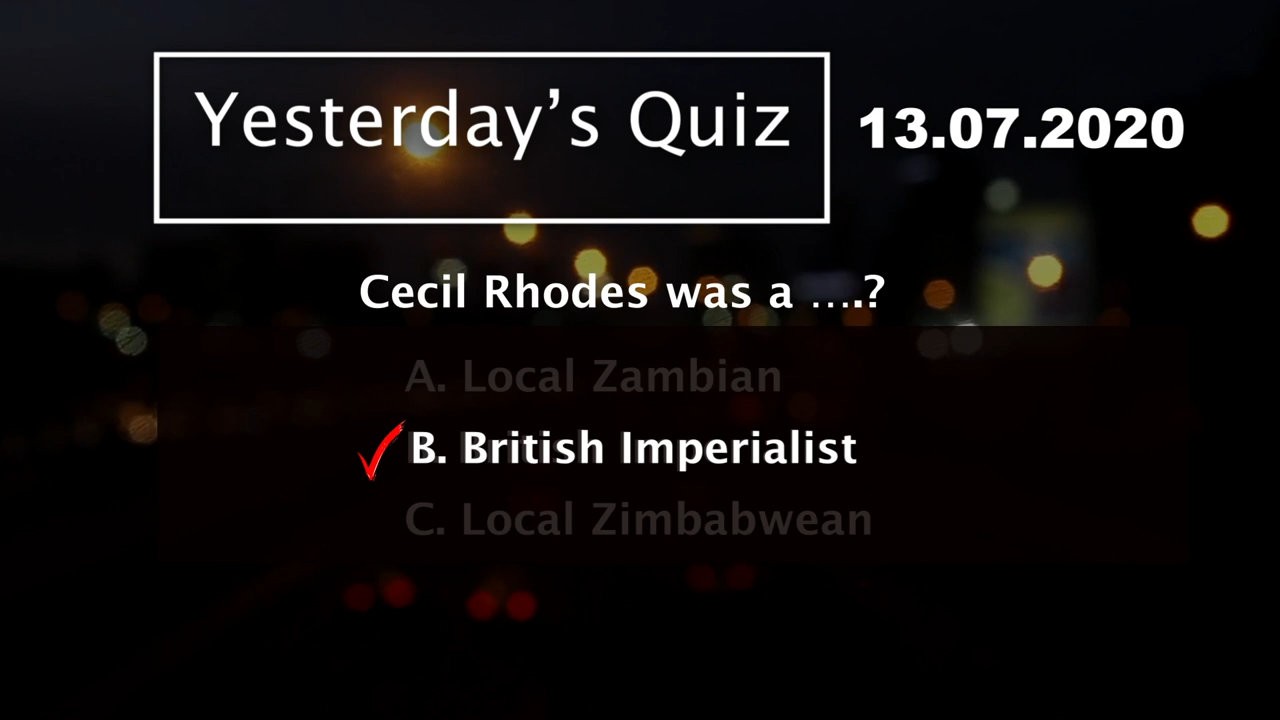 Yesterday’s Quiz 13.07.2020
Cecil Rhodes was a ....?
A. Local Zambian
B. British Imperialist
C. Local Zimbabwean